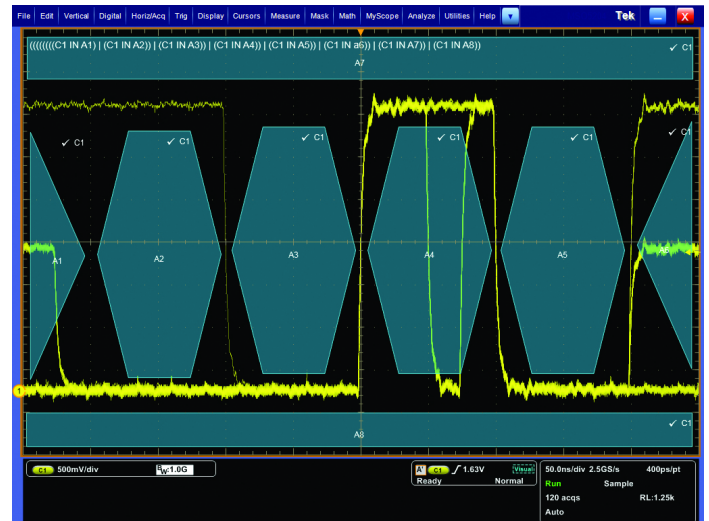 File Edit Vertical Digital Horiz/Acq Trig Display Cursors Measure Mask Math MyScope Analyze Utilities Help Tek X
((((((((C1 IN A1) | (C1 IN A2)) | (C1 IN A3)) | (C1 IN A4)) | (C1 IN A5)) | (C1 IN a6)) | (C1 IN A7)) | (C1 IN A8))
✓ C1
A7
✓ C1
✓ C1
✓ C1
✓ C1
✓ C1
✓ C1
A1
A2
A3
A4
A5
A6
1
✓ C1
A8
C1 500mV/div BW:1.0G
A' C1 1.63V Visual
Ready Normal
50.0ns/div 2.5GS/s 400ps/pt
Run Sample
120 acqs RL:1.25k
Auto